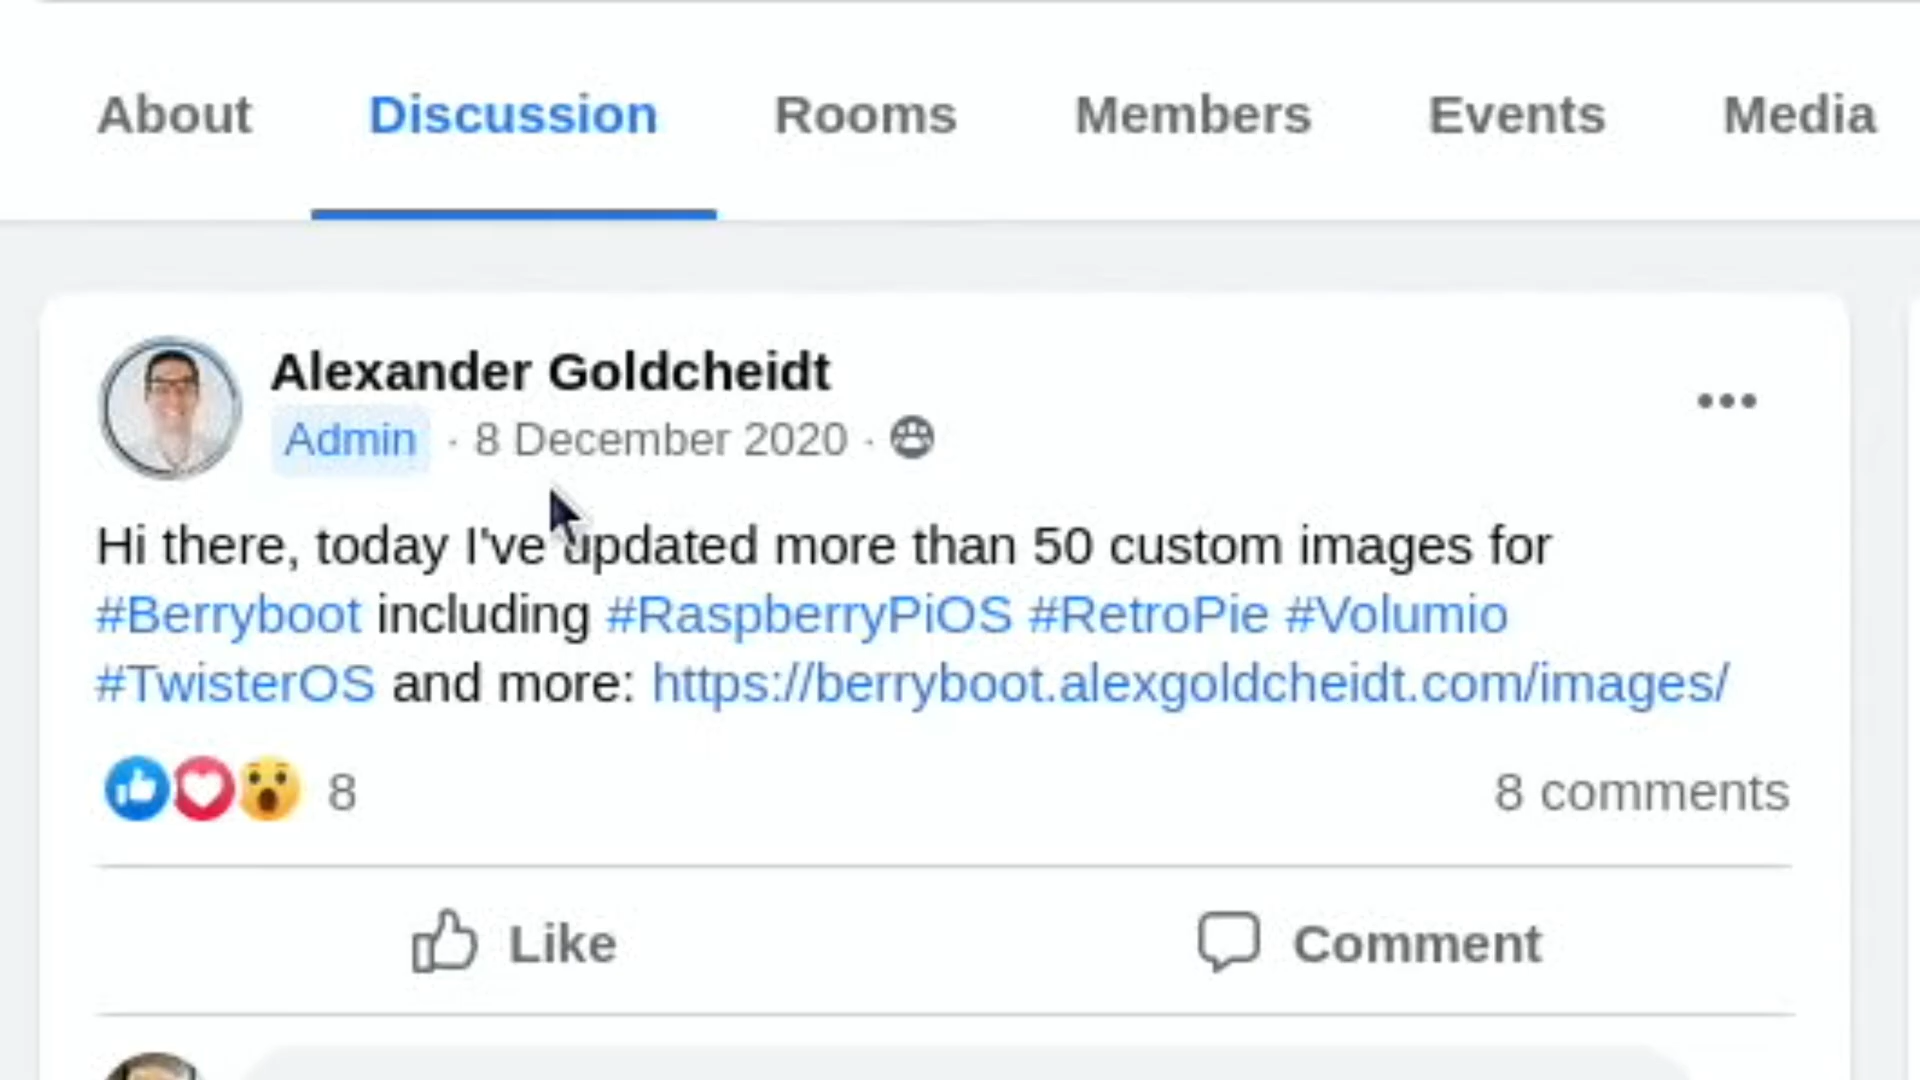 About Discussion Rooms Members Events Media
Alexander Goldcheidt
Admin · 8 December 2020 ·
Hi there, today I've updated more than 50 custom images for
#Berryboot including #RaspberryPiOS #RetroPie #Volumio
#TwisterOS and more: https://berryboot.alexgoldcheidt.com/images/
8 8 comments
Like Comment